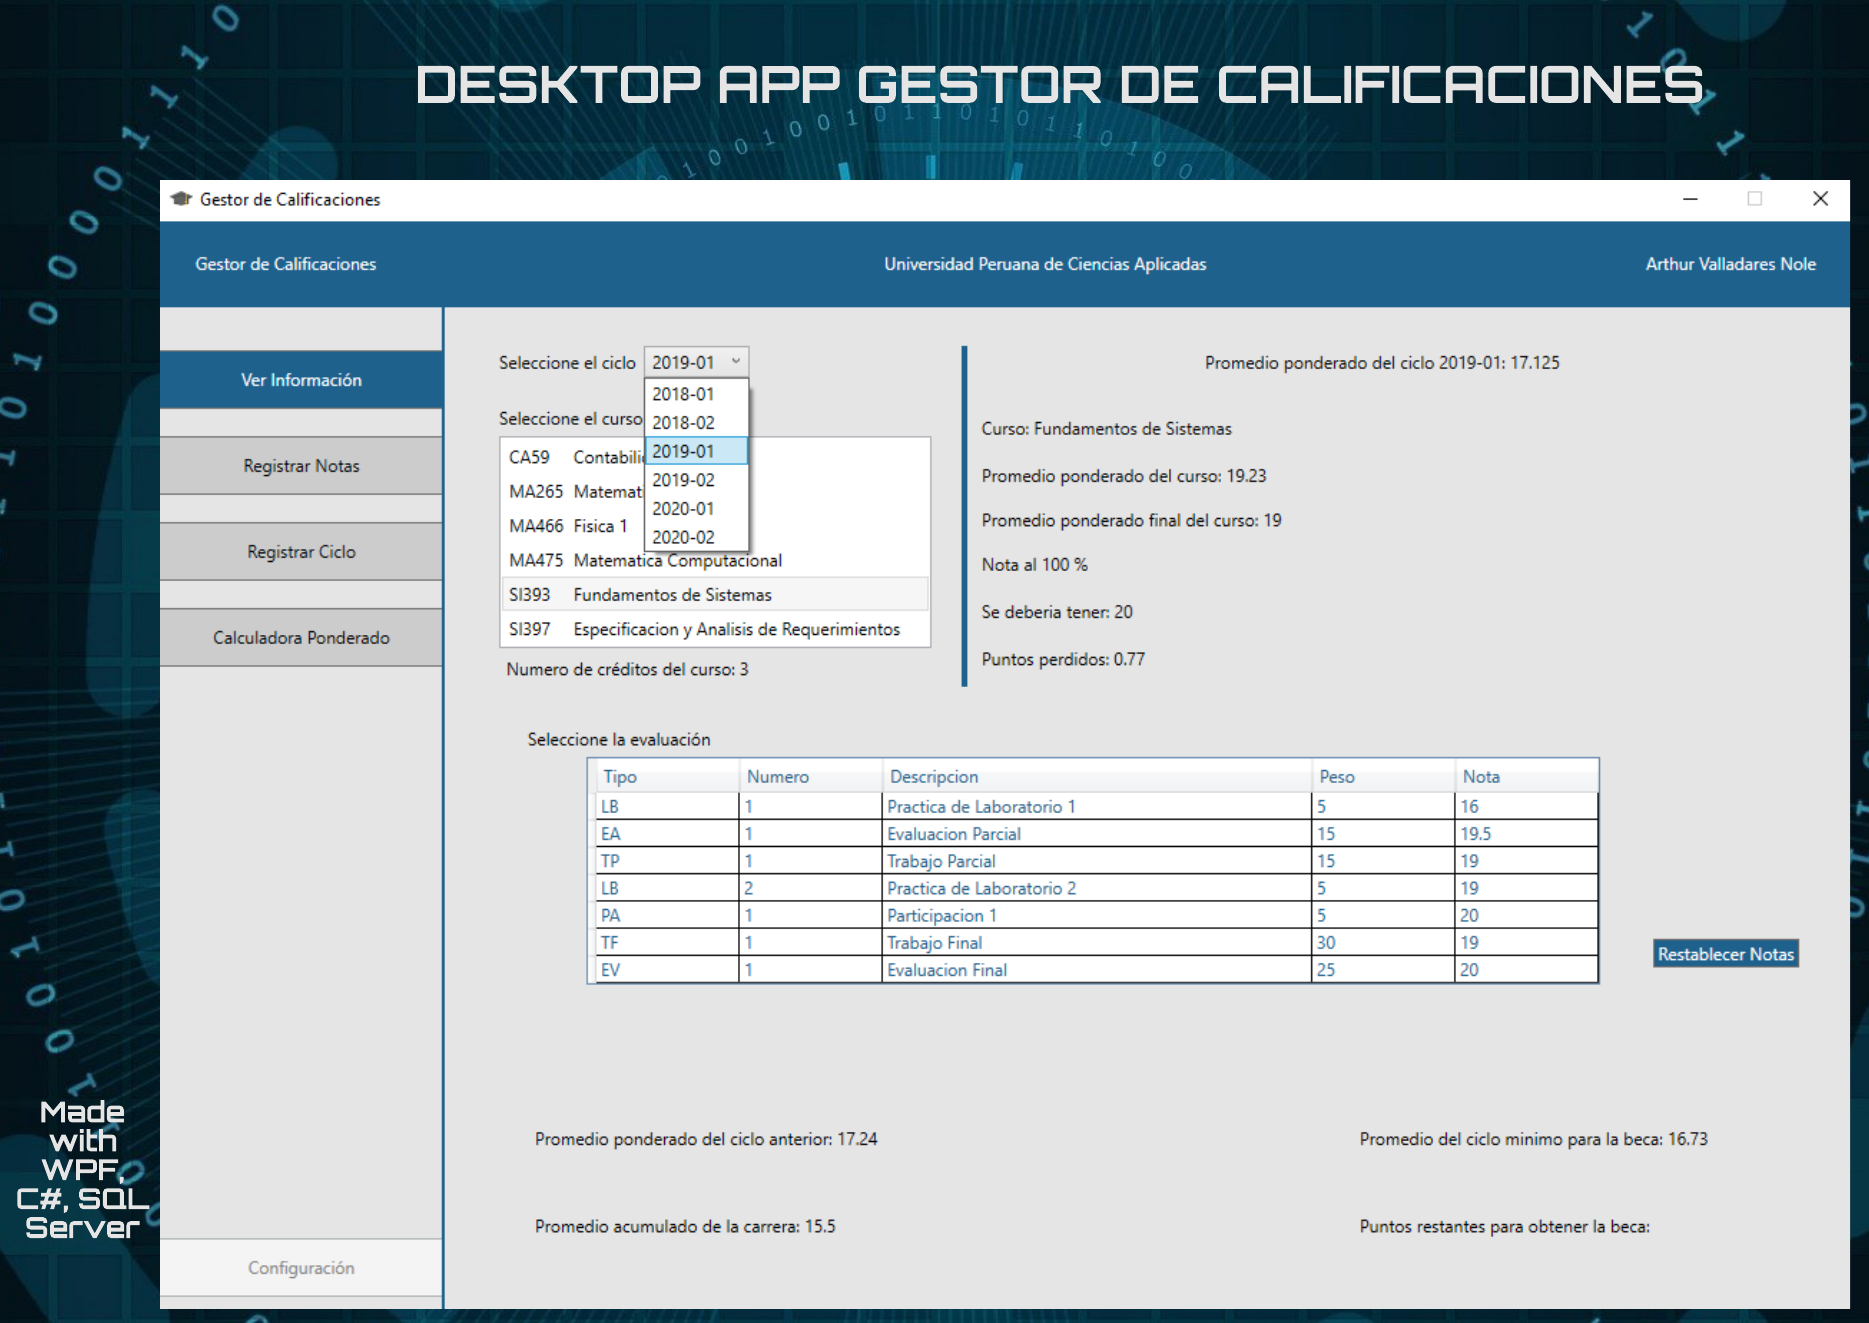 DESKTOP APP GESTOR DE CALIFICACIONES
Gestor de Calificaciones
Gestor de Calificaciones Universidad Peruana de Ciencias Aplicadas Arthur Valladares Nole
Ver Información
Registrar Notas
Registrar Ciclo
Calculadora Ponderado
Configuración
Seleccione el ciclo 2019-01
2018-01
2018-02
2019-01
2019-02
2020-01
2020-02
Seleccione el curso
CA59
MA265
MA466 Fisica 1
MA475 Matematica Computacional
SI393 Fundamentos de Sistemas
SI397 Especificacion y Analisis de Requerimientos
Numero de créditos del curso: 3
Promedio ponderado del ciclo 2019-01: 17.125
Curso: Fundamentos de Sistemas
Promedio ponderado del curso: 19.23
Promedio ponderado final del curso: 19
Nota al 100 %
Se deberia tener: 20
Puntos perdidos: 0.77
Seleccione la evaluación
Tipo Numero Descripcion Peso Nota
LB 1 Practica de Laboratorio 1 5 16
EA 1 Evaluacion Parcial 15 19.5
TP 1 Trabajo Parcial 15 19
LB 2 Practica de Laboratorio 2 5 19
PA 1 Participacion 1 5 20
TF 1 Trabajo Final 30 19
EV 1 Evaluacion Final 25 20
Restablecer Notas
Promedio ponderado del ciclo anterior: 17.24
Promedio del ciclo minimo para la beca: 16.73
Promedio acumulado de la carrera: 15.5
Puntos restantes para obtener la beca:
Made
with
WPF,
C#, SQL
Server